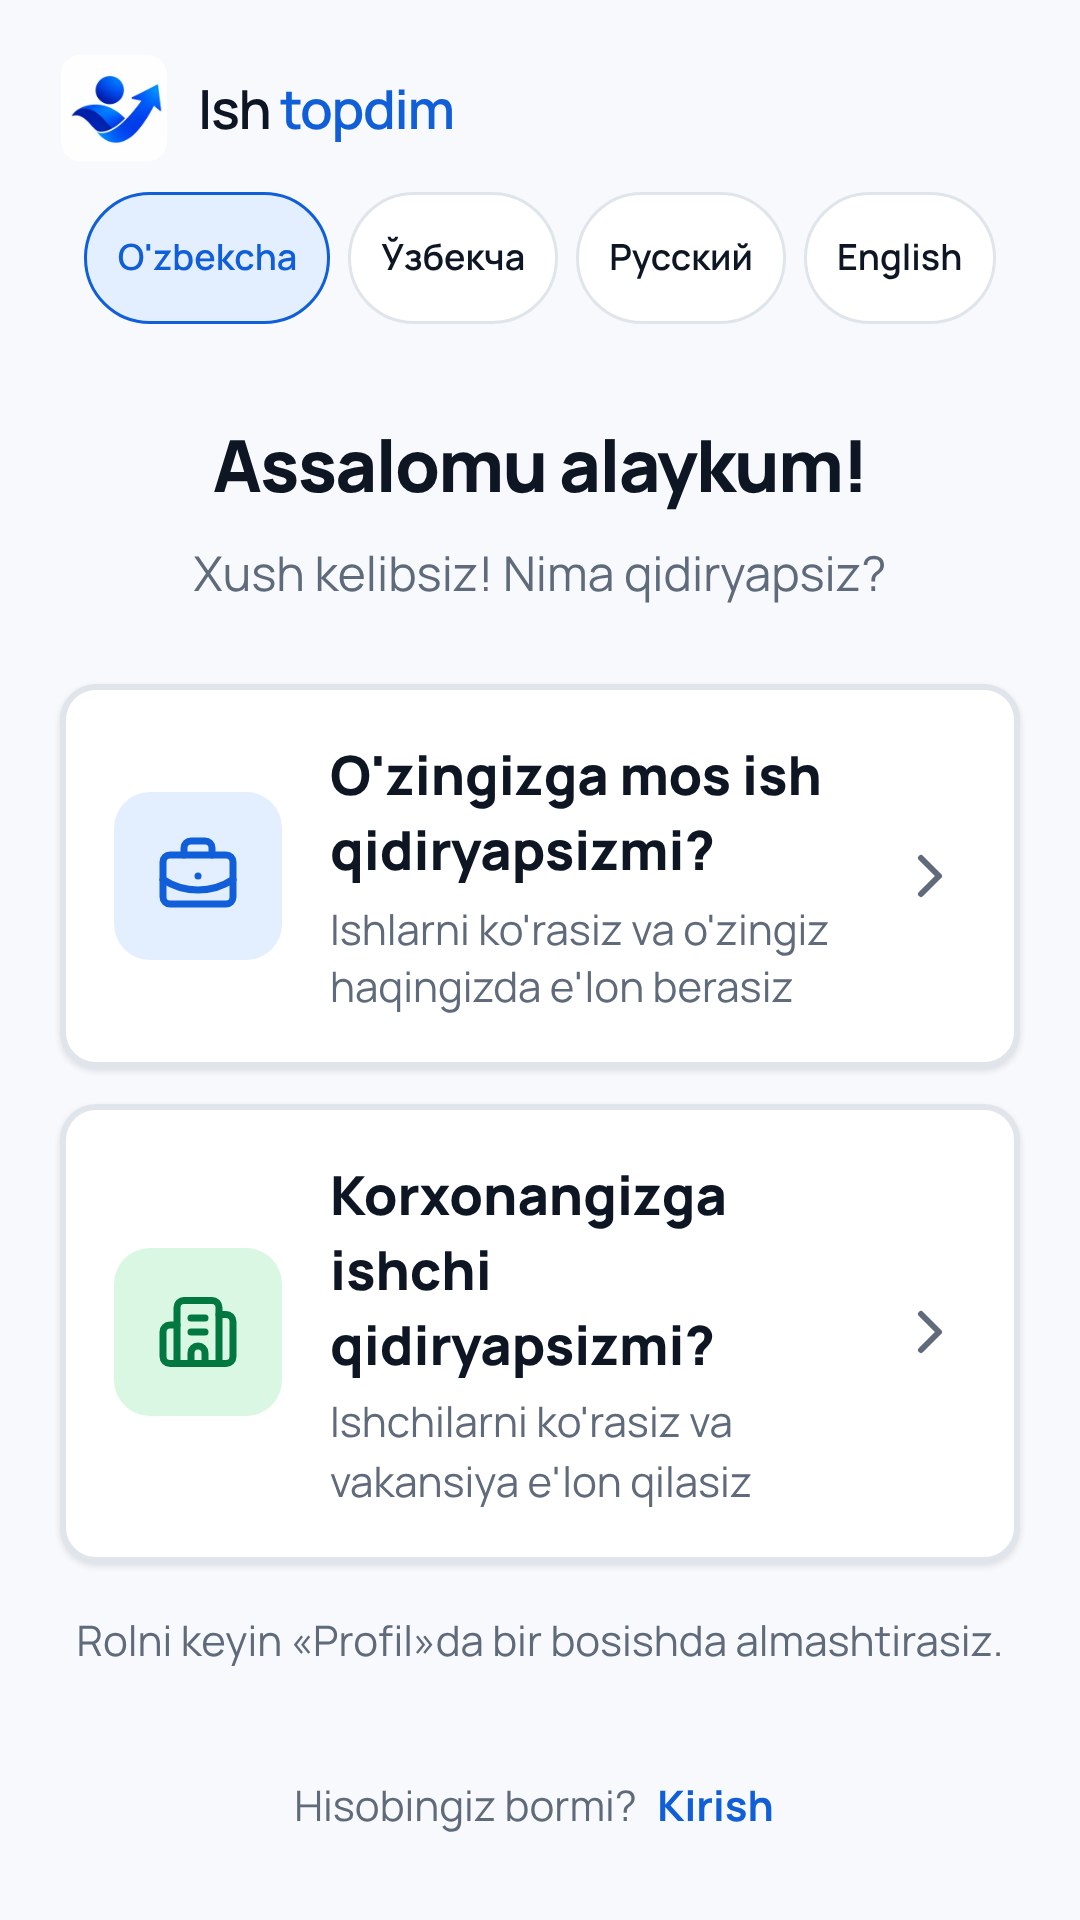 Ish topdim
O'zbekcha
Ўзбекча
Русский
English
Assalomu alaykum!
Xush kelibsiz! Nima qidiryapsiz?
O'zingizga mos ish
qidiryapsizmi?
Ishlarni ko'rasiz va o'zingiz
haqingizda e'lon berasiz
Korxonangizga
ishchi
qidiryapsizmi?
Ishchilarni ko'rasiz va
vakansiya e'lon qilasiz
Rolni keyin «Profil»da bir bosishda almashtirasiz.
Hisobingiz bormi? Kirish